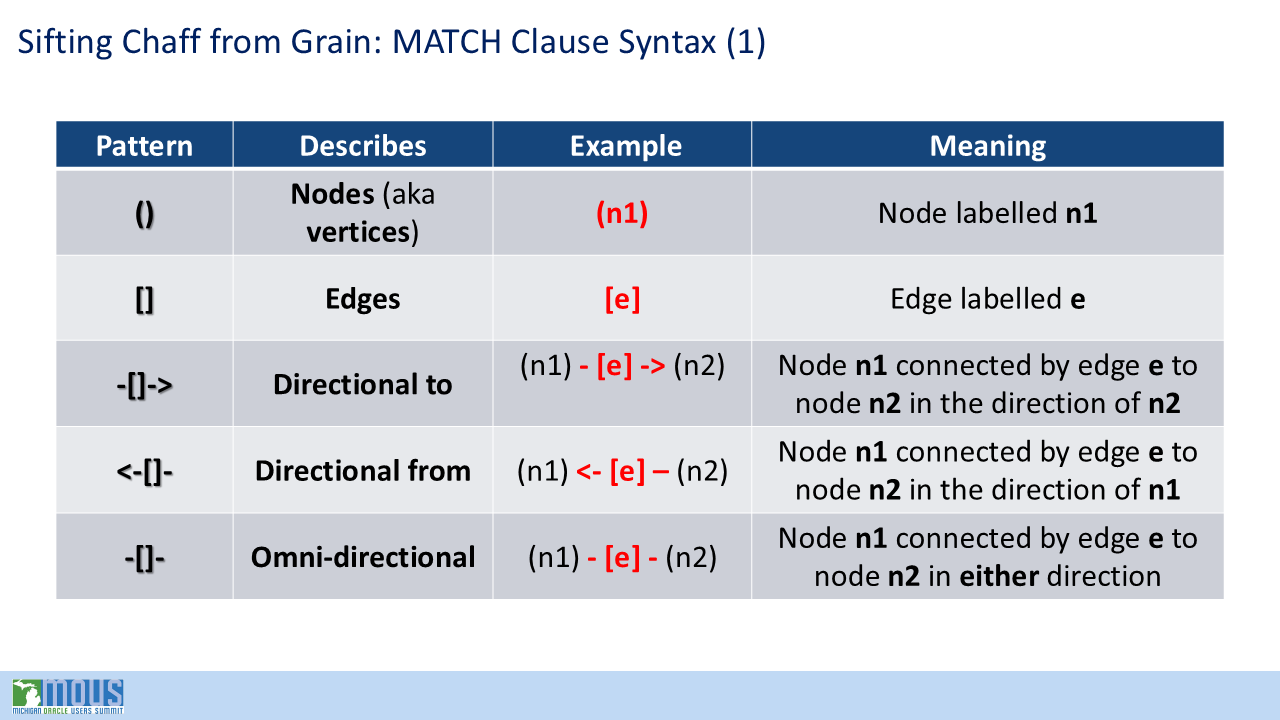 Sifting Chaff from Grain: MATCH Clause Syntax (1)
Pattern Describes Example Meaning
() Nodes (aka vertices) (n1) Node labelled n1
[] Edges [e] Edge labelled e
-[]-> Directional to (n1) - [e] -> (n2) Node n1 connected by edge e to
node n2 in the direction of n2
<-[]- Directional from (n1) <- [e] – (n2) Node n1 connected by edge e to
node n2 in the direction of n1
-[]- Omni-directional (n1) - [e] - (n2) Node n1 connected by edge e to
node n2 in either direction
MOUS
MICHIGAN ORACLE USERS SUMMIT